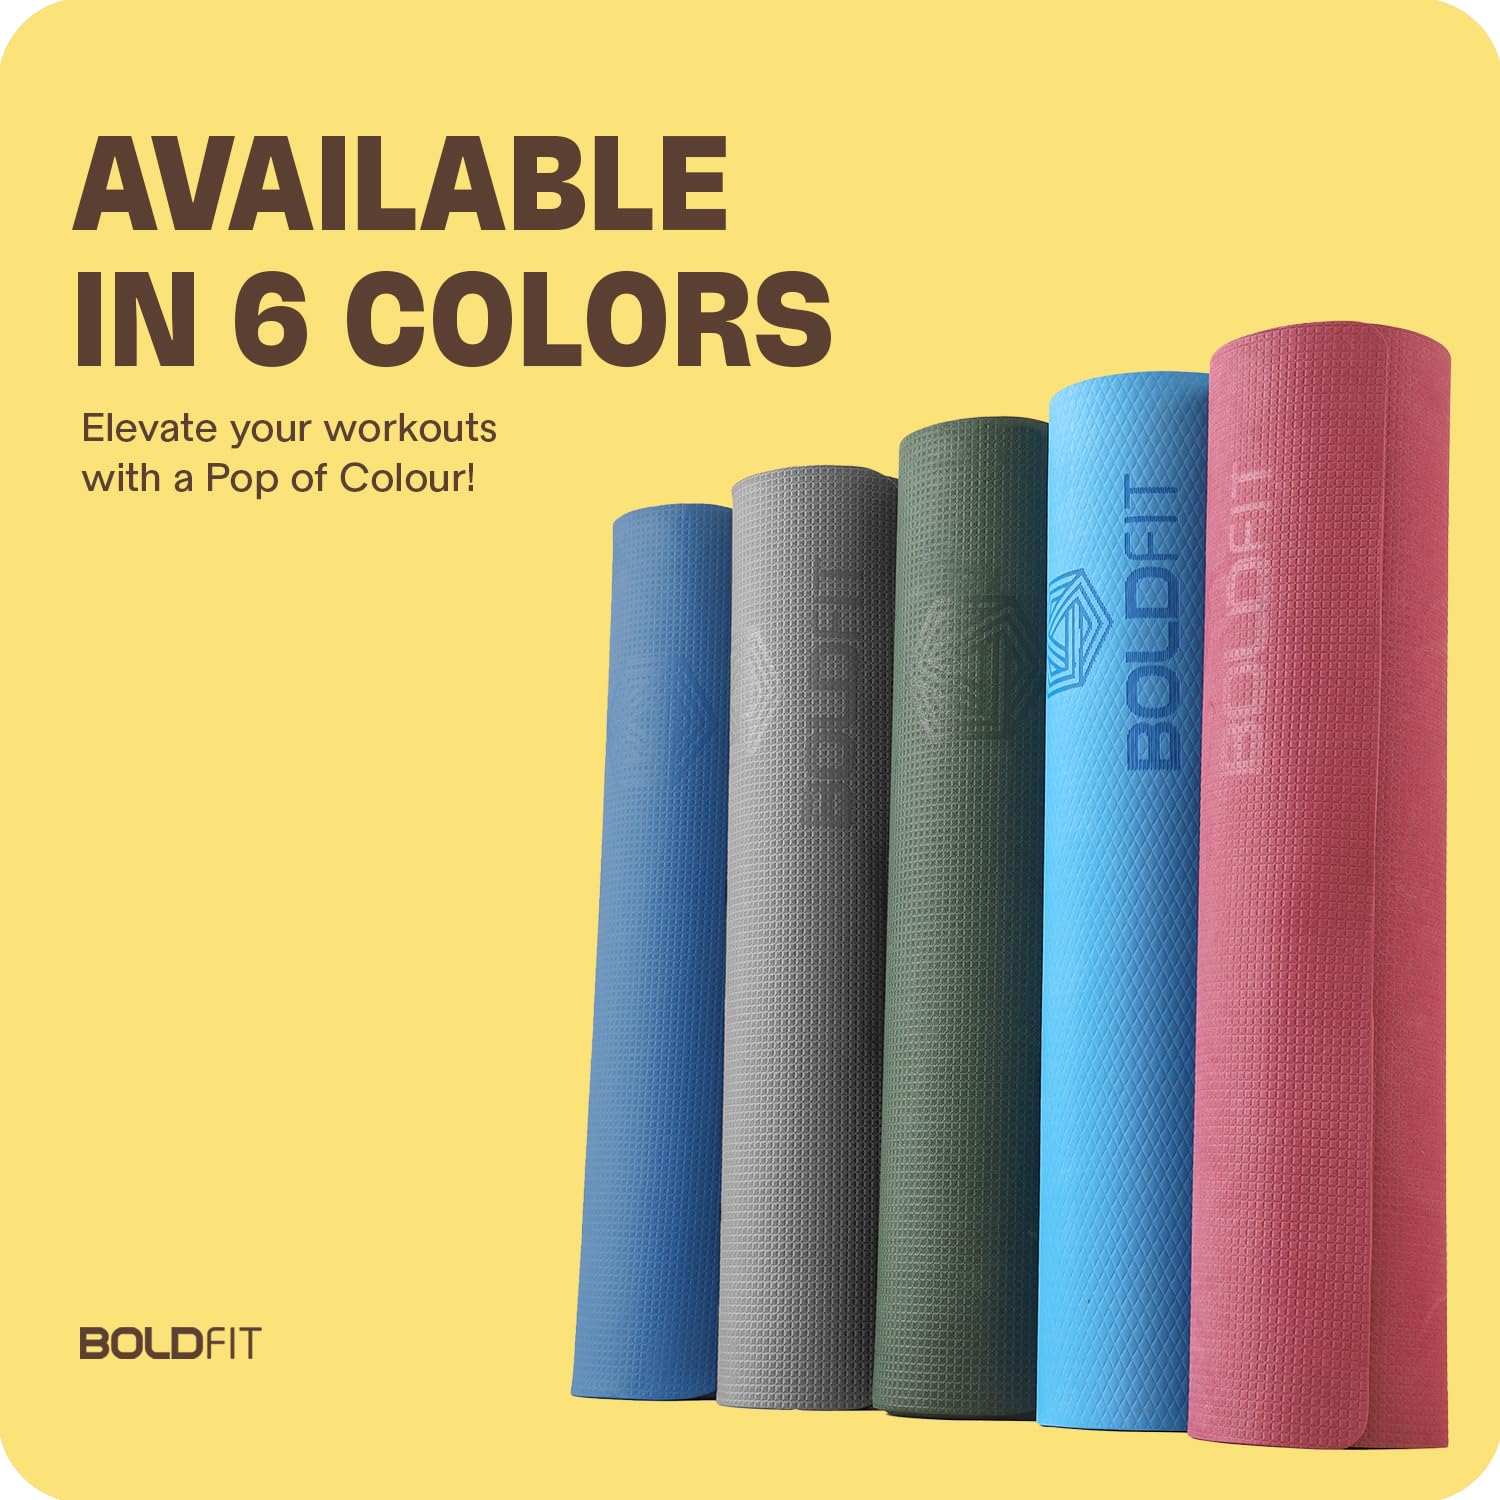 AVAILABLE
IN 6 COLORS
Elevate your workouts
with a Pop of Colour!
BOLDFIT
BOLDFIT
BOLDFIT
BOLDFIT